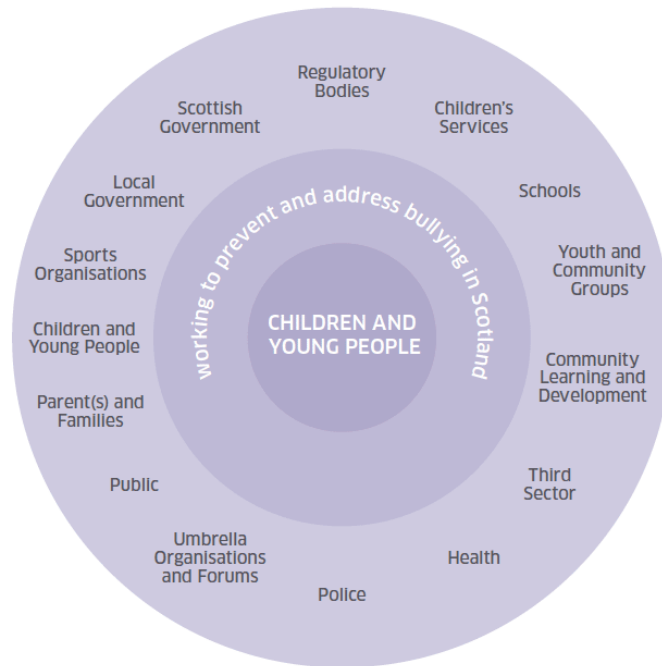 Regulatory
Bodies
Children's
Services
Schools
Youth and
Community
Groups
Community
Learning and
Development
Third
Sector
Health
Police
Umbrella
Organisations
and Forums
Public
Parent(s) and
Families
Children and
Young People
Sports
Organisations
Local
Government
Scottish
Government
working to prevent and address bullying in Scotland
CHILDREN AND
YOUNG PEOPLE